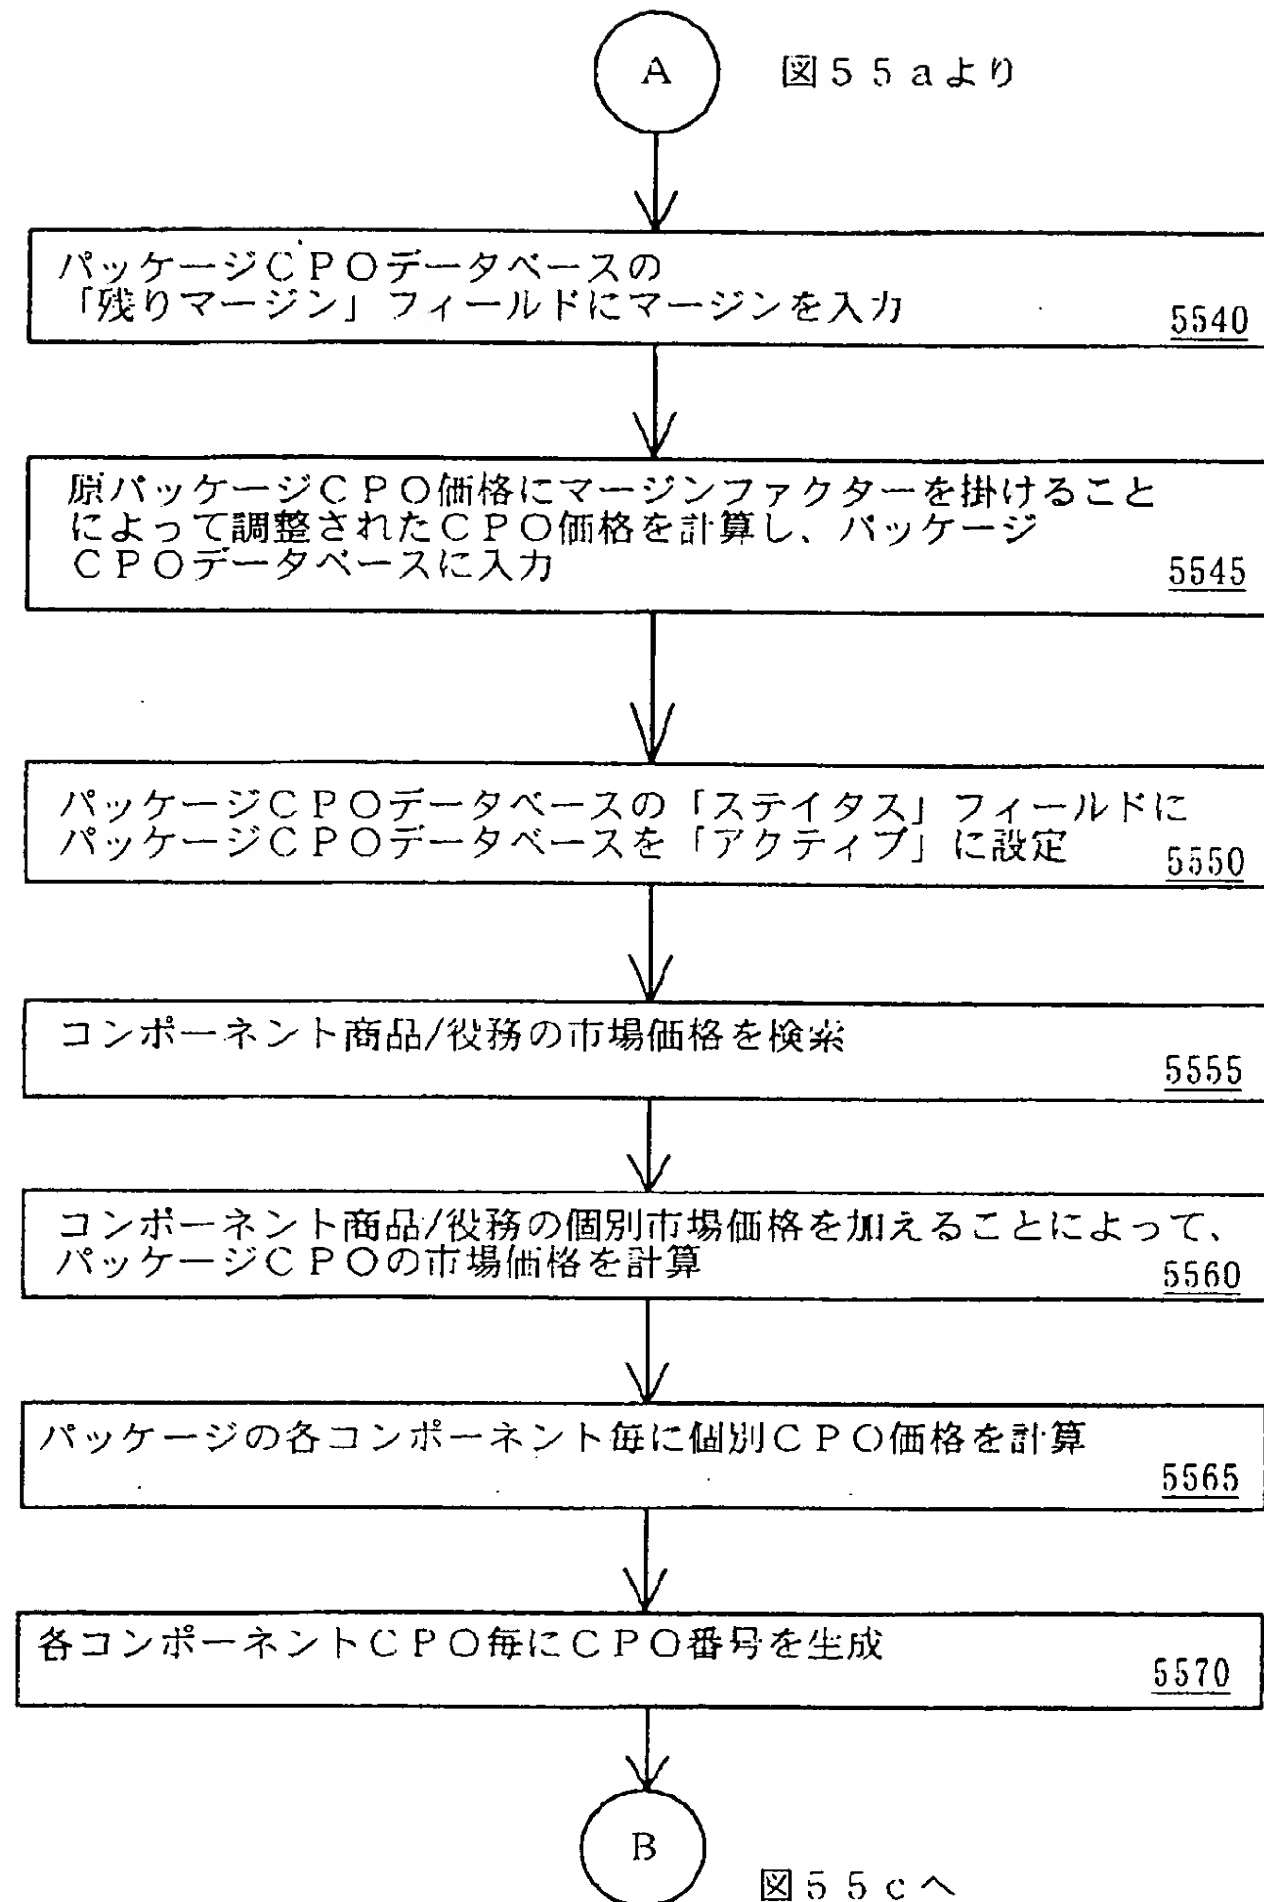 A
図55aより
パッケージCPOデータベースの
「残りマージン」フィールドにマージンを入力
5540
原パッケージCPO価格にマージンファクターを掛けること
によって調整されたCPO価格を計算し、パッケージ
CPOデータベースに入力
5545
パッケージCPOデータベースの「ステイタス」フィールドに
パッケージCPOデータベースを「アクティブ」に設定
5550
コンポーネント商品/役務の市場価格を検索
5555
コンポーネント商品/役務の個別市場価格を加えることによって、
パッケージCPOの市場価格を計算
5560
パッケージの各コンポーネント毎に個別CPO価格を計算
5565
各コンポーネントCPO毎にCPO番号を生成
5570
B
図55cへ